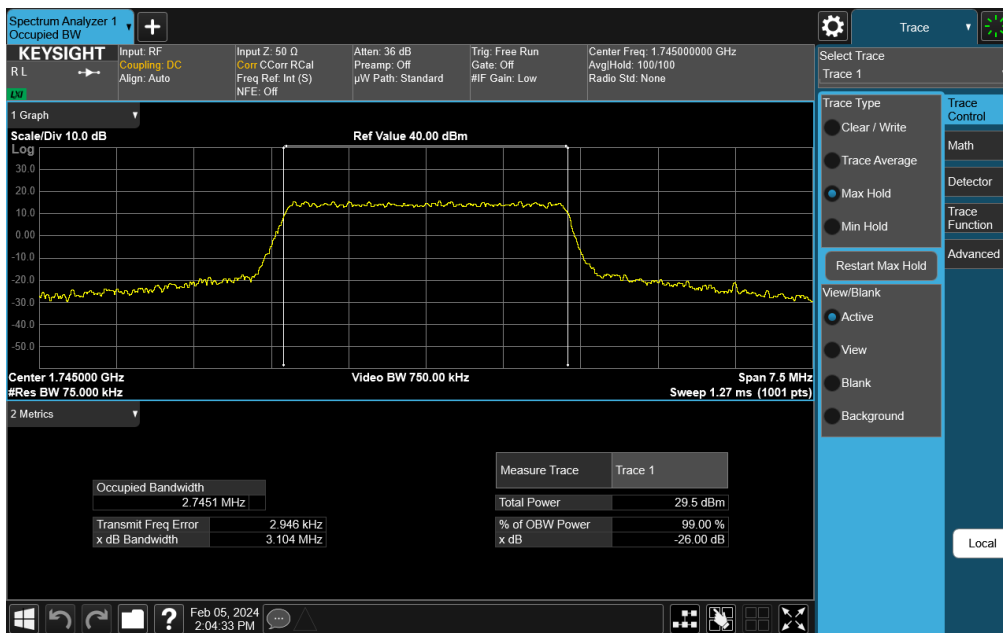 Spectrum Analyzer 1
Occupied BW
KEYSIGHT
R L
LXI
Input: RF
Coupling: DC
Align: Auto
Input Z: 50 Ω
Corr CCorr RCal
Freq Ref: Int (S)
NFE: Off
Atten: 36 dB
Preamp: Off
µW Path: Standard
Trig: Free Run
Gate: Off
#IF Gain: Low
Center Freq: 1.745000000 GHz
Avg|Hold: 100/100
Radio Std: None
1 Graph
Scale/Div 10.0 dB
Ref Value 40.00 dBm
Log
30.0
20.0
10.0
0.00
-10.0
-20.0
-30.0
-40.0
-50.0
Center 1.745000 GHz
Video BW 750.00 kHz
Span 7.5 MHz
#Res BW 75.000 kHz
Sweep 1.27 ms (1001 pts)
2 Metrics
Occupied Bandwidth
2.7451 MHz
Transmit Freq Error 2.946 kHz
x dB Bandwidth 3.104 MHz
Measure Trace Trace 1
Total Power 29.5 dBm
% of OBW Power 99.00 %
x dB -26.00 dB
Feb 05, 2024
2:04:33 PM
Trace
Select Trace
Trace 1
Trace Type
Clear / Write
Trace Average
Max Hold
Min Hold
Restart Max Hold
View/Blank
Active
View
Blank
Background
Trace
Control
Math
Detector
Trace
Function
Advanced
Local